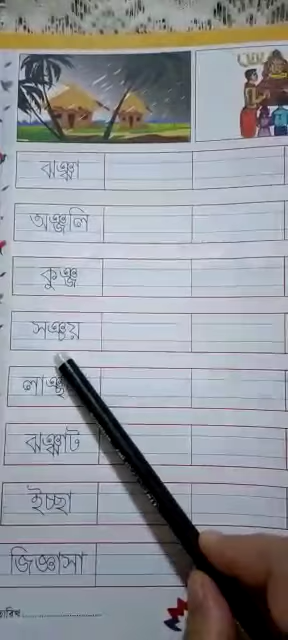 ঝঞ্ঝা
অঞ্জলি
কুঞ্জ
সঞ্চয়
ঝঞ্ঝাট
ইচ্ছা
জিজ্ঞাসা